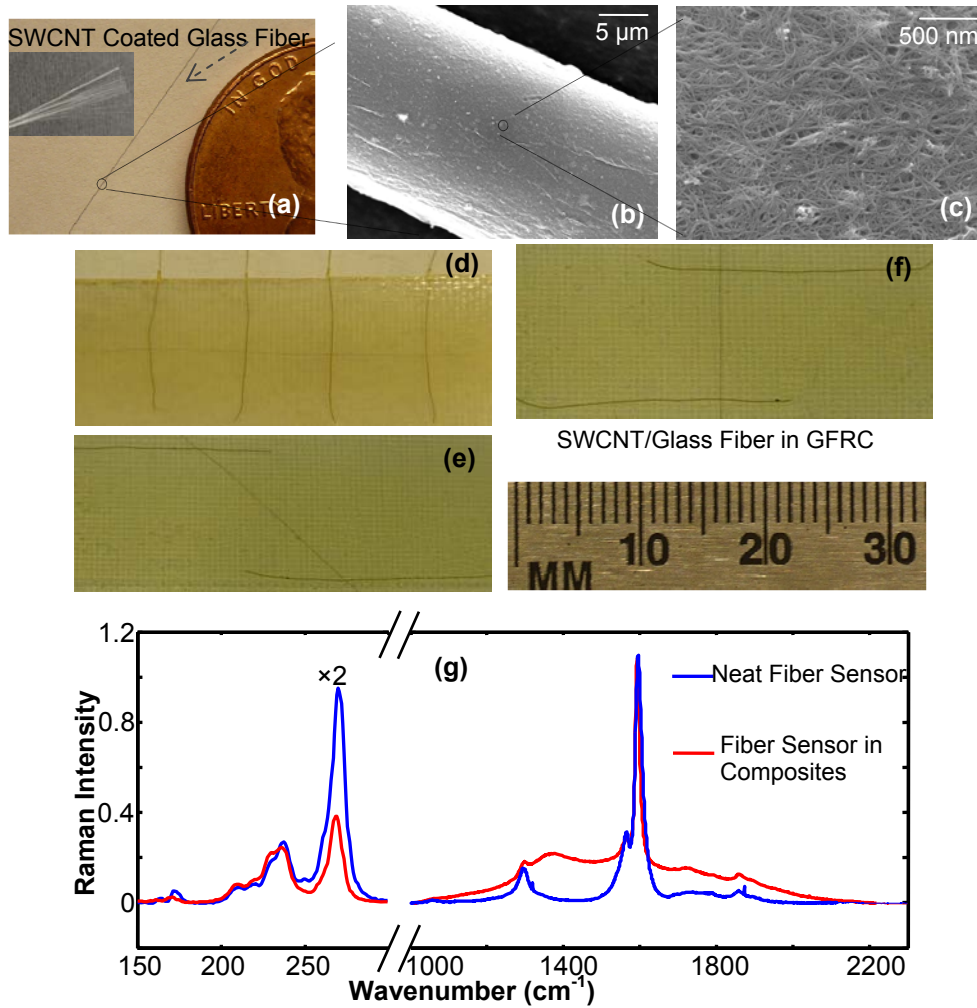 SWCNT Coated Glass Fiber
IN GOD
LIBERT
(a)
5 µm
(b)
500 nm
(c)
(d)
(f)
(e)
SWCNT/Glass Fiber in GFRC
10 20 30
MM
(g)
×2
Neat Fiber Sensor
Fiber Sensor in
Composites
Raman Intensity
1.2
0.8
0.4
0
150 200 250 1000 1400 1800 2200
Wavenumber (cm⁻¹)